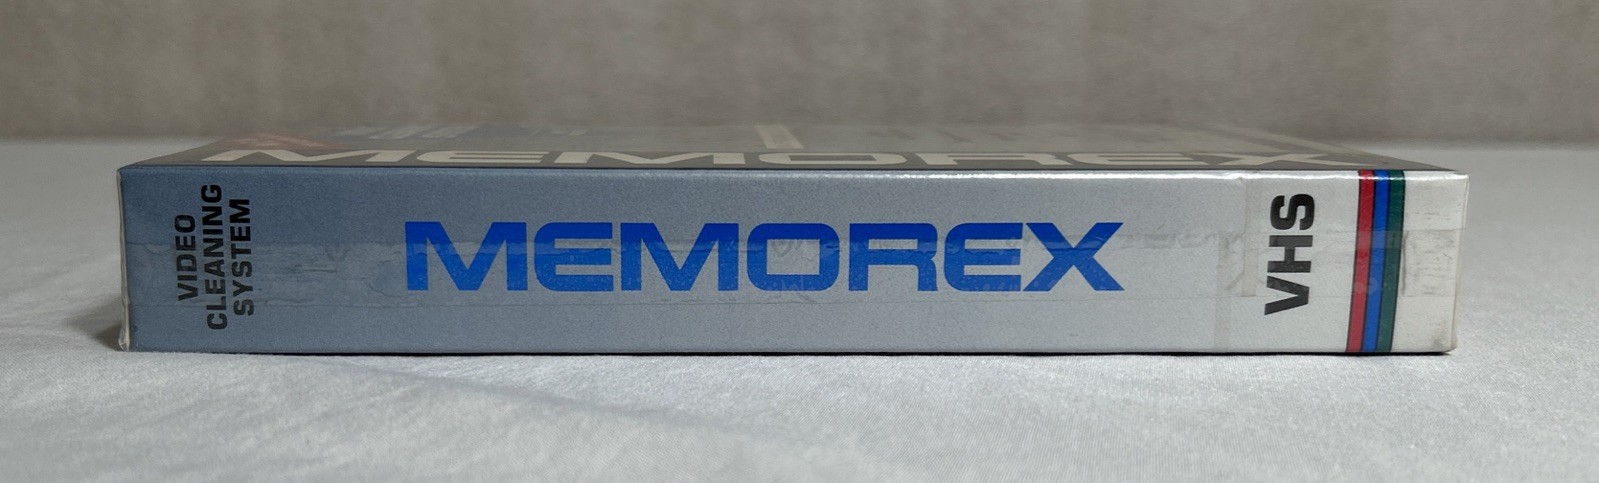 MEMOREX
VIDEO
CLEANING
SYSTEM
MEMOREX
VHS